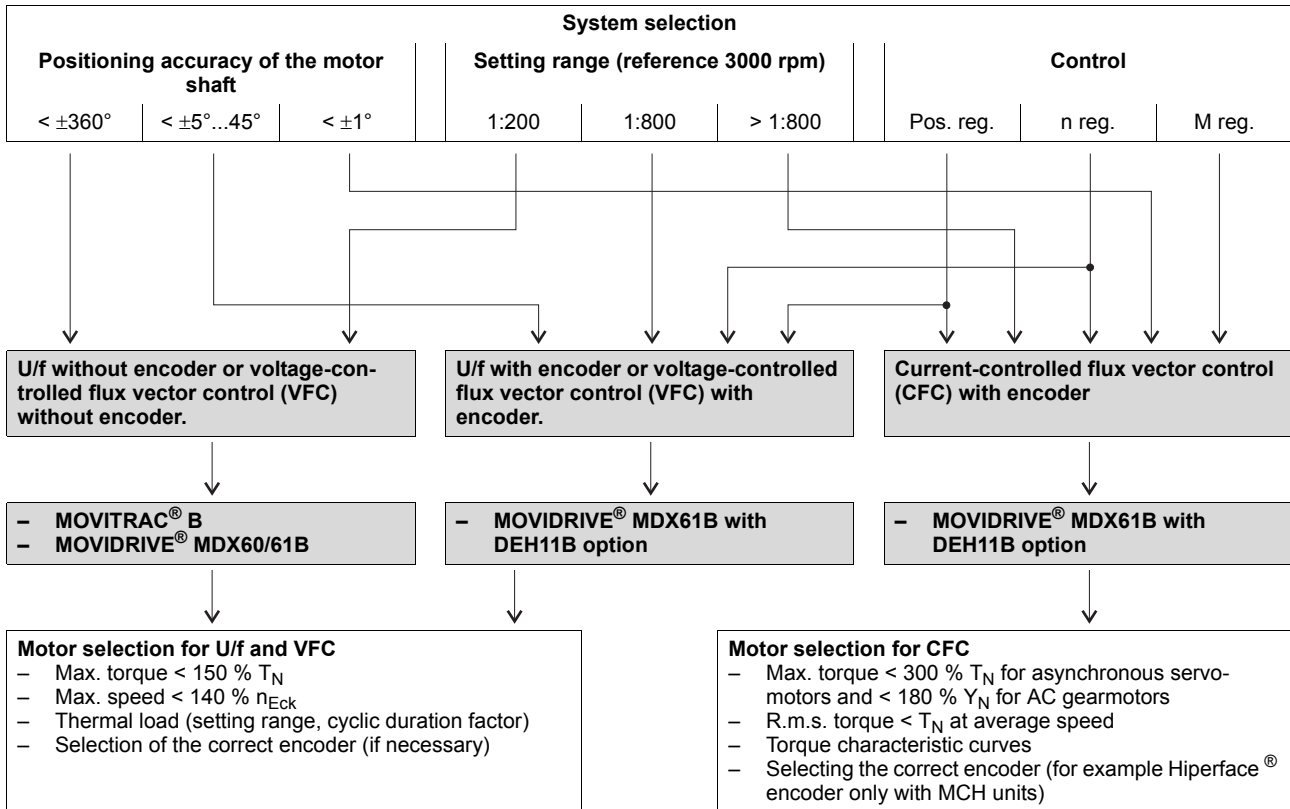 System selection
Positioning accuracy of the motor
shaft
Setting range (reference 3000 rpm)
Control
< ±360°
< ±5°...45°
< ±1°
1:200
1:800
> 1:800
Pos. reg.
n reg.
M reg.
U/f without encoder or voltage-con-
trolled flux vector control (VFC)
without encoder.
U/f with encoder or voltage-controlled
flux vector control (VFC) with
encoder.
Current-controlled flux vector control
(CFC) with encoder
– MOVITRAC® B
– MOVIDRIVE® MDX60/61B
– MOVIDRIVE® MDX61B with
DEH11B option
– MOVIDRIVE® MDX61B with
DEH11B option
Motor selection for U/f and VFC
– Max. torque < 150 % TN
– Max. speed < 140 % nEck
– Thermal load (setting range, cyclic duration factor)
– Selection of the correct encoder (if necessary)
Motor selection for CFC
– Max. torque < 300 % TN for asynchronous servo-
motors and < 180 % YN for AC gearmotors
– R.m.s. torque < TN at average speed
– Torque characteristic curves
– Selecting the correct encoder (for example Hiperface ®
encoder only with MCH units)